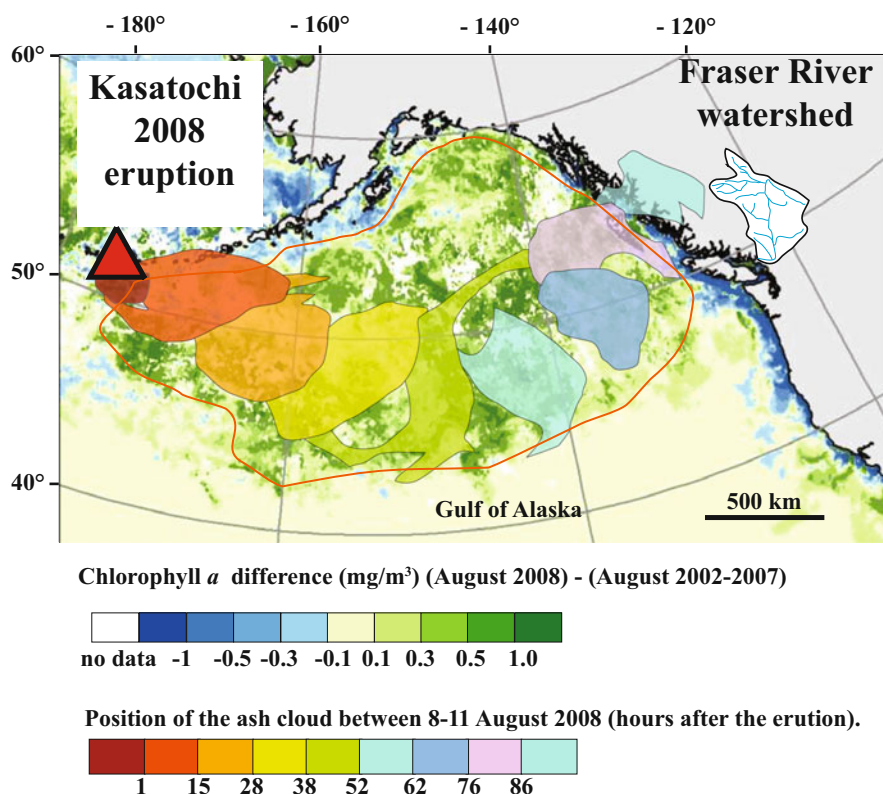 - 180° - 160° - 140° - 120°
60°
Kasatochi
2008
eruption
Fraser River
watershed
50°
40°
Gulf of Alaska
500 km
Chlorophyll a difference (mg/m³) (August 2008) - (August 2002-2007)
no data -1 -0.5 -0.3 -0.1 0.1 0.3 0.5 1.0
Position of the ash cloud between 8-11 August 2008 (hours after the erution).
1 15 28 38 52 62 76 86